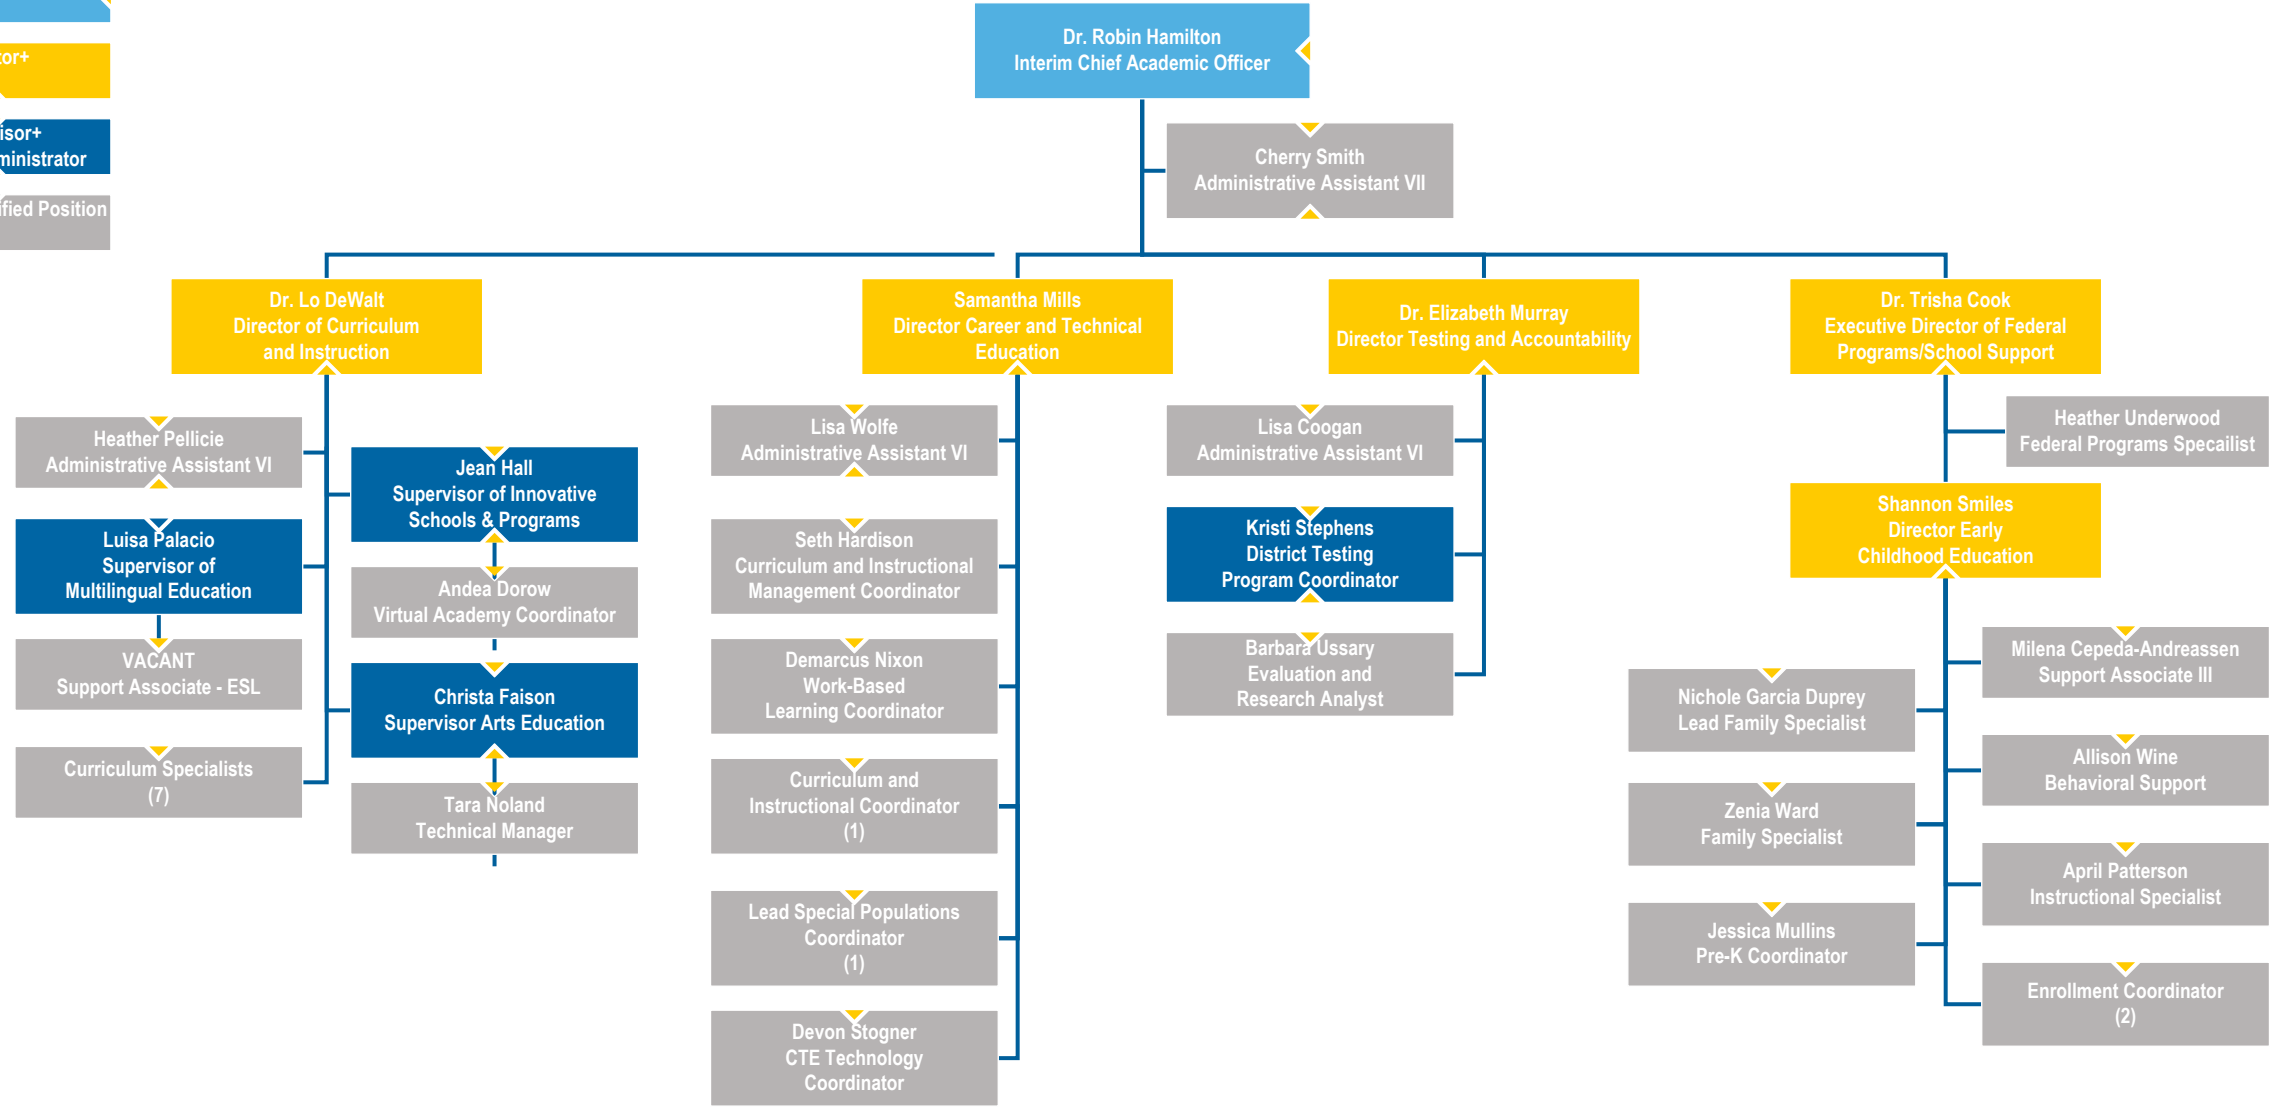 tor+
isor+
ministrator
ified Position
Dr. Robin Hamilton
Interim Chief Academic Officer
Cherry Smith
Administrative Assistant VII
Dr. Lo DeWalt
Director of Curriculum
and Instruction
Samantha Mills
Director Career and Technical
Education
Dr. Elizabeth Murray
Director Testing and Accountability
Dr. Trisha Cook
Executive Director of Federal
Programs/School Support
Heather Pellicie
Administrative Assistant VI
Luisa Palacio
Supervisor of
Multilingual Education
VACANT
Support Associate - ESL
Curriculum Specialists
(7)
Jean Hall
Supervisor of Innovative
Schools & Programs
Andea Dorow
Virtual Academy Coordinator
Christa Faison
Supervisor Arts Education
Tara Noland
Technical Manager
Lisa Wolfe
Administrative Assistant VI
Seth Hardison
Curriculum and Instructional
Management Coordinator
Demarcus Nixon
Work-Based
Learning Coordinator
Curriculum and
Instructional Coordinator
(1)
Lead Special Populations
Coordinator
(1)
Devon Stogner
CTE Technology
Coordinator
Lisa Coogan
Administrative Assistant VI
Kristi Stephens
District Testing
Program Coordinator
Barbara Ussary
Evaluation and
Research Analyst
Heather Underwood
Federal Programs Specailist
Shannon Smiles
Director Early
Childhood Education
Nichole Garcia Duprey
Lead Family Specialist
Zenia Ward
Family Specialist
Jessica Mullins
Pre-K Coordinator
Milena Cepeda-Andreassen
Support Associate III
Allison Wine
Behavioral Support
April Patterson
Instructional Specialist
Enrollment Coordinator
(2)